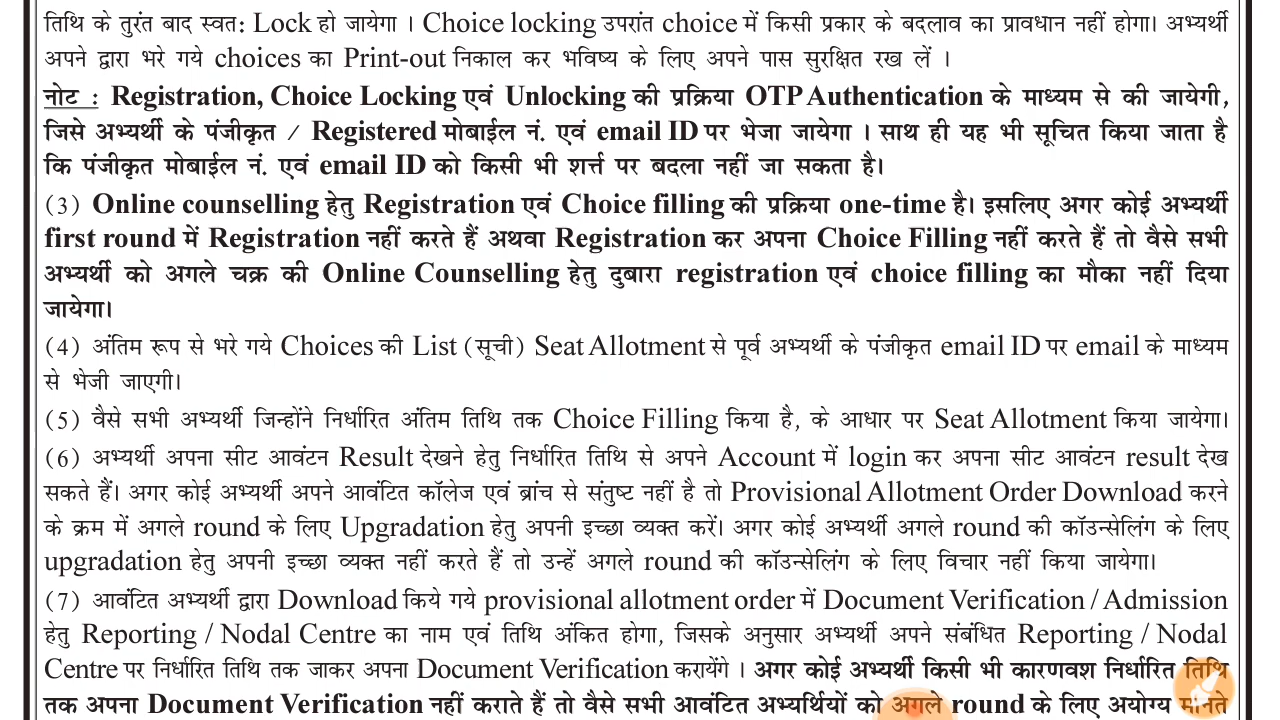 तिथि के तुरंत बाद स्वत: Lock हो जायेगा । Choice locking उपरांत choice में किसी प्रकार के बदलाव का प्रावधान नहीं होगा। अभ्यर्थी
अपने द्वारा भरे गये choices का Print-out निकाल कर भविष्य के लिए अपने पास सुरक्षित रख लें ।
नोट : Registration, Choice Locking एवं Unlocking की प्रक्रिया OTP Authentication के माध्यम से की जायेगी,
जिसे अभ्यर्थी के पंजीकृत / Registered मोबाईल नं. एवं email ID पर भेजा जायेगा । साथ ही यह भी सूचित किया जाता है
कि पंजीकृत मोबाईल नं. एवं email ID को किसी भी शर्त्त पर बदला नहीं जा सकता है।
(3) Online counselling हेतु Registration एवं Choice filling की प्रक्रिया one-time है। इसलिए अगर कोई अभ्यर्थी
first round में Registration नहीं करते हैं अथवा Registration कर अपना Choice Filling नहीं करते हैं तो वैसे सभी
अभ्यर्थी को अगले चक्र की Online Counselling हेतु दुबारा registration एवं choice filling का मौका नहीं दिया
जायेगा।
(4) अंतिम रूप से भरे गये Choices की List (सूची) Seat Allotment से पूर्व अभ्यर्थी के पंजीकृत email ID पर email के माध्यम
से भेजी जाएगी।
(5) वैसे सभी अभ्यर्थी जिन्होंने निर्धारित अंतिम तिथि तक Choice Filling किया है, के आधार पर Seat Allotment किया जायेगा।
(6) अभ्यर्थी अपना सीट आवंटन Result देखने हेतु निर्धारित तिथि से अपने Account में login कर अपना सीट आवंटन result देख
सकते हैं। अगर कोई अभ्यर्थी अपने आवंटित कॉलेज एवं ब्रांच से संतुष्ट नहीं है तो Provisional Allotment Order Download करने
के क्रम में अगले round के लिए Upgradation हेतु अपनी इच्छा व्यक्त करें। अगर कोई अभ्यर्थी अगले round की कॉउन्सेलिंग के लिए
upgradation हेतु अपनी इच्छा व्यक्त नहीं करते हैं तो उन्हें अगले round की कॉउन्सेलिंग के लिए विचार नहीं किया जायेगा।
(7) आवंटित अभ्यर्थी द्वारा Download किये गये provisional allotment order में Document Verification / Admission
हेतु Reporting / Nodal Centre का नाम एवं तिथि अंकित होगा, जिसके अनुसार अभ्यर्थी अपने संबंधित Reporting / Nodal
Centre पर निर्धारित तिथि तक जाकर अपना Document Verification करायेंगे । अगर कोई अभ्यर्थी किसी भी कारणवश निर्धारित तिथि
तक अपना Document Verification नहीं कराते हैं तो वैसे सभी आवंटित अभ्यर्थियों को अगले round के लिए अयोग्य मानते